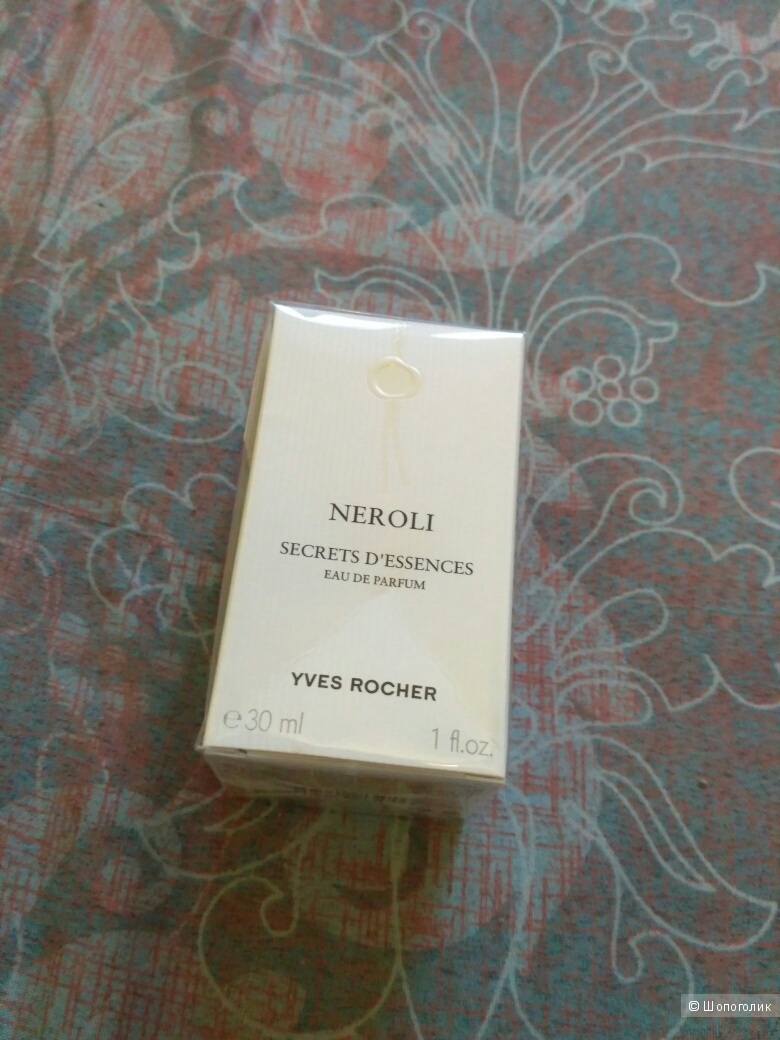 NEROLI
SECRETS D'ESSENCES
EAU DE PARFUM
YVES ROCHER
℮ 30 ml
1 fl.oz.
© Шопоголик